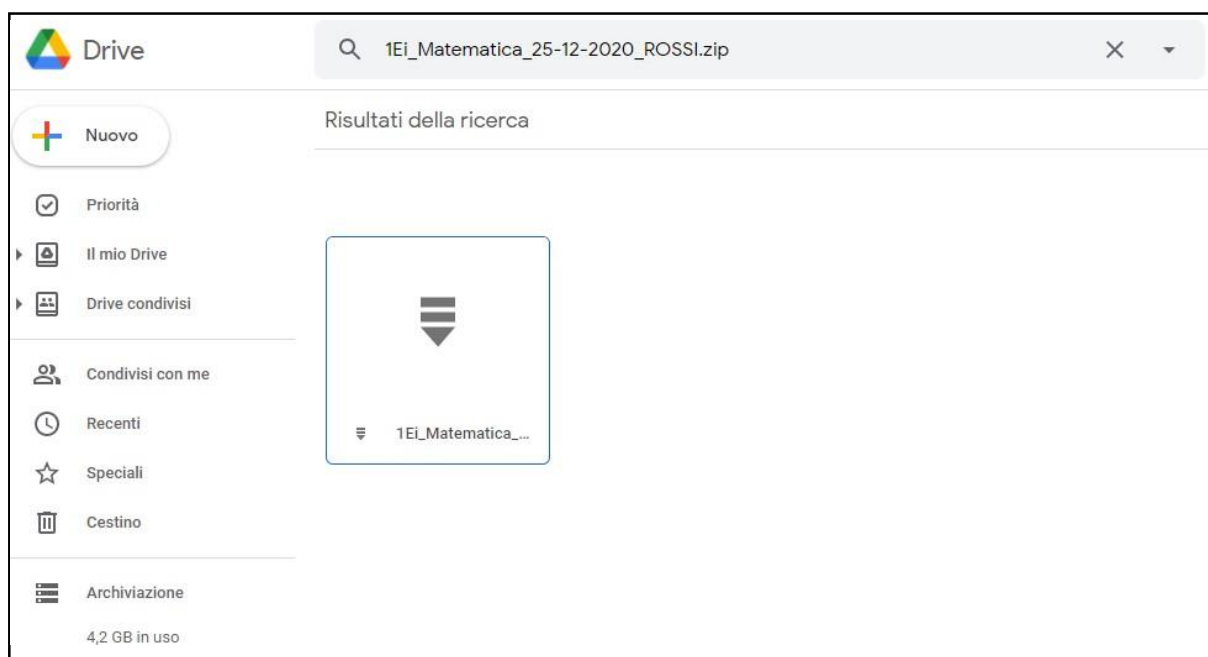 Drive
1Ei_Matematica_25-12-2020_ROSSI.zip
Nuovo
Risultati della ricerca
Priorità
Il mio Drive
Drive condivisi
Condivisi con me
Recenti
1Ei_Matematica_...
Speciali
Cestino
Archiviazione
4,2 GB in uso